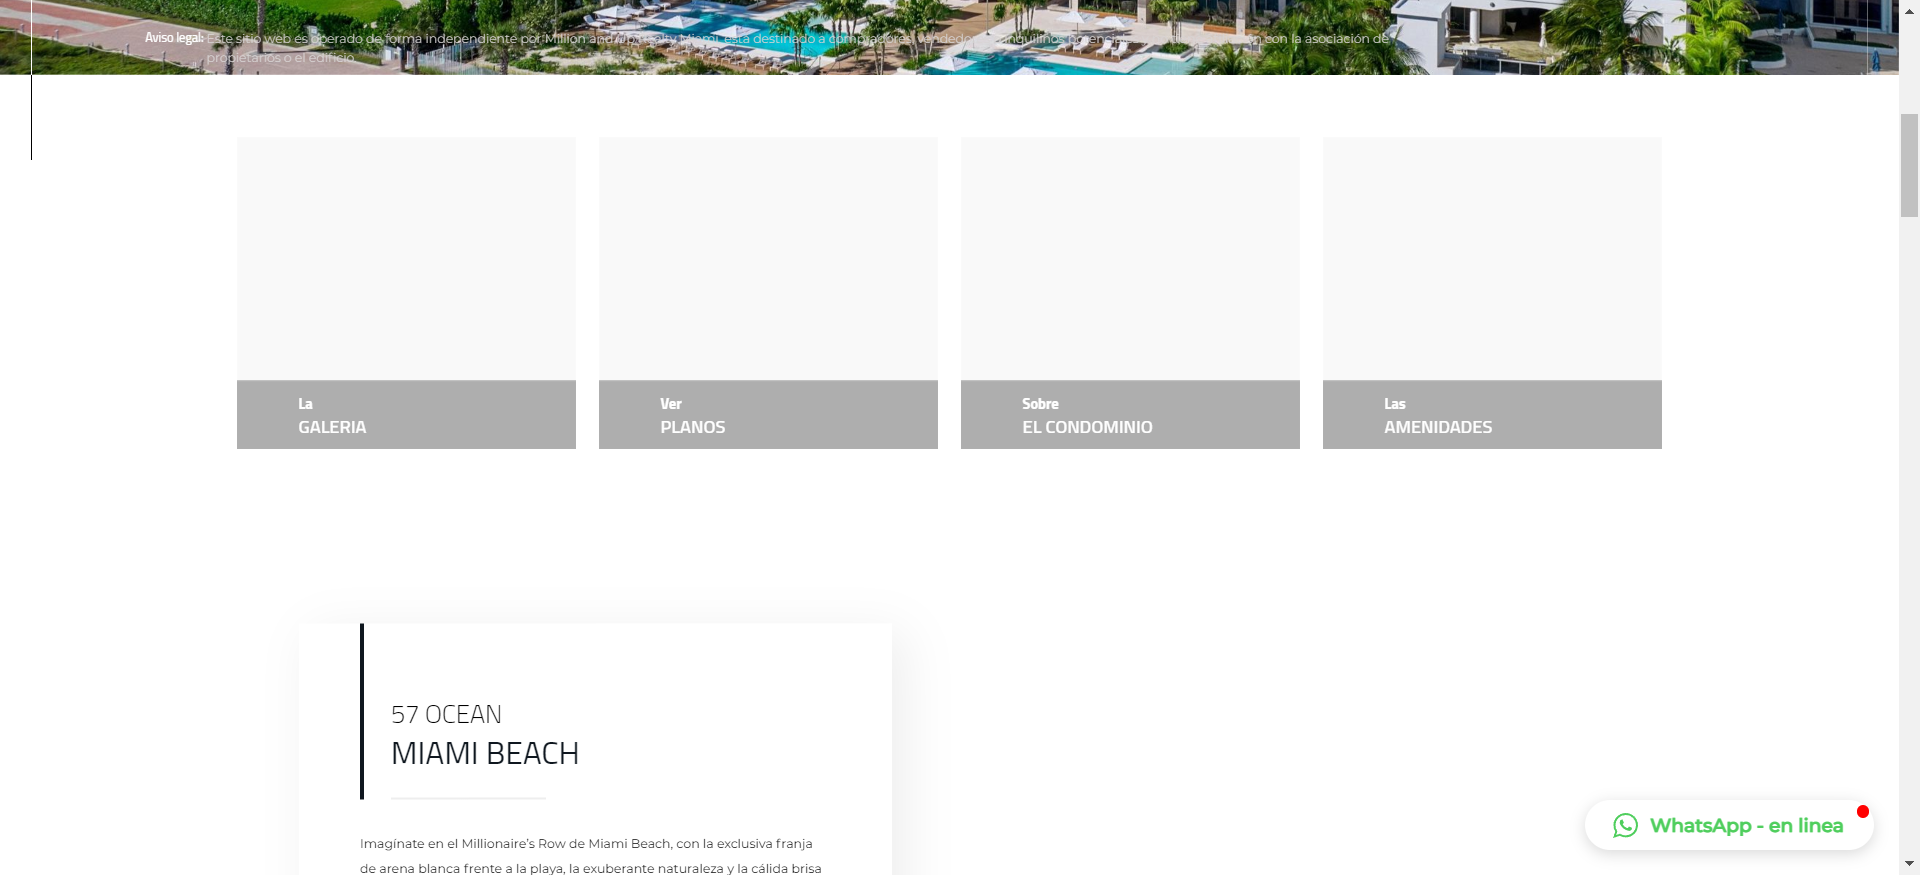 Aviso legal: Este sitio web es operado de forma independiente por Million and Up Realty Miami, está destinado a compradores, vendedores inquilinos potenciales con la asociación de
propietarios o el edificio.
La
GALERIA
Ver
PLANOS
Sobre
EL CONDOMINIO
Las
AMENIDADES
57 OCEAN
MIAMI BEACH
Imagínate en el Millionaire’s Row de Miami Beach, con la exclusiva franja
de arena blanca frente a la playa, la exuberante naturaleza y la cálida brisa
WhatsApp - en linea